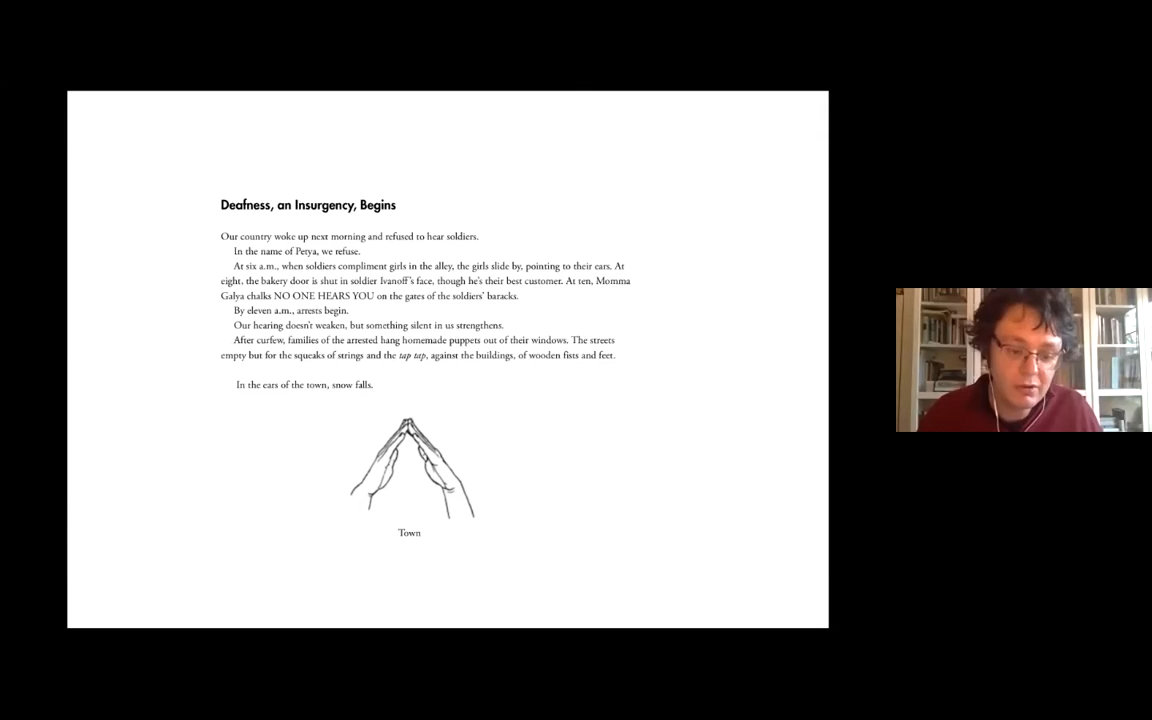 Deafness, an Insurgency, Begins
Our country woke up next morning and refused to hear soldiers.
In the name of Petya, we refuse.
At six a.m., when soldiers compliment girls in the alley, the girls slide by, pointing to their ears. At
eight, the bakery door is shut in soldier Ivanoff's face, though he's their best customer. At ten, Momma
Galya chalks NO ONE HEARS YOU on the gates of the soldiers' baracks.
By eleven a.m., arrests begin.
Our hearing doesn't weaken, but something silent in us strengthens.
After curfew, families of the arrested hang homemade puppets out of their windows. The streets
empty but for the squeaks of strings and the tap tap, against the buildings, of wooden fists and feet.
In the ears of the town, snow falls.
Town